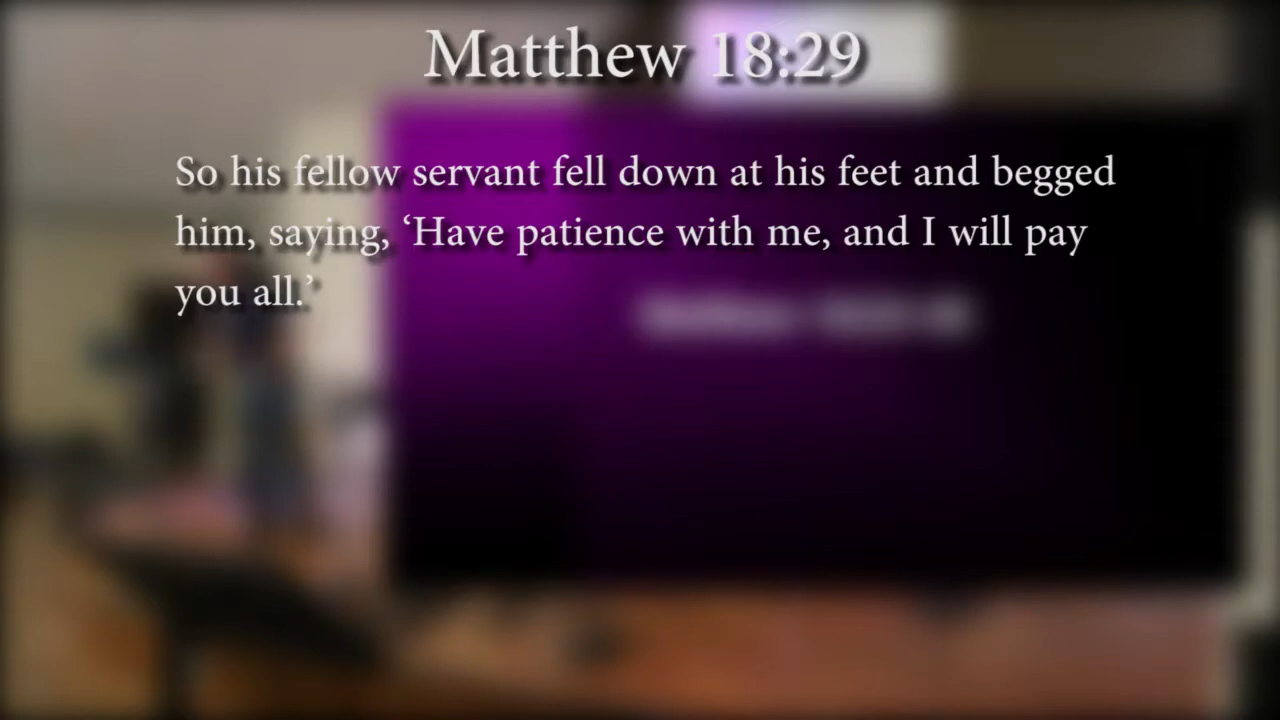 Matthew 18:29
So his fellow servant fell down at his feet and begged
him, saying, ‘Have patience with me, and I will pay
you all.’